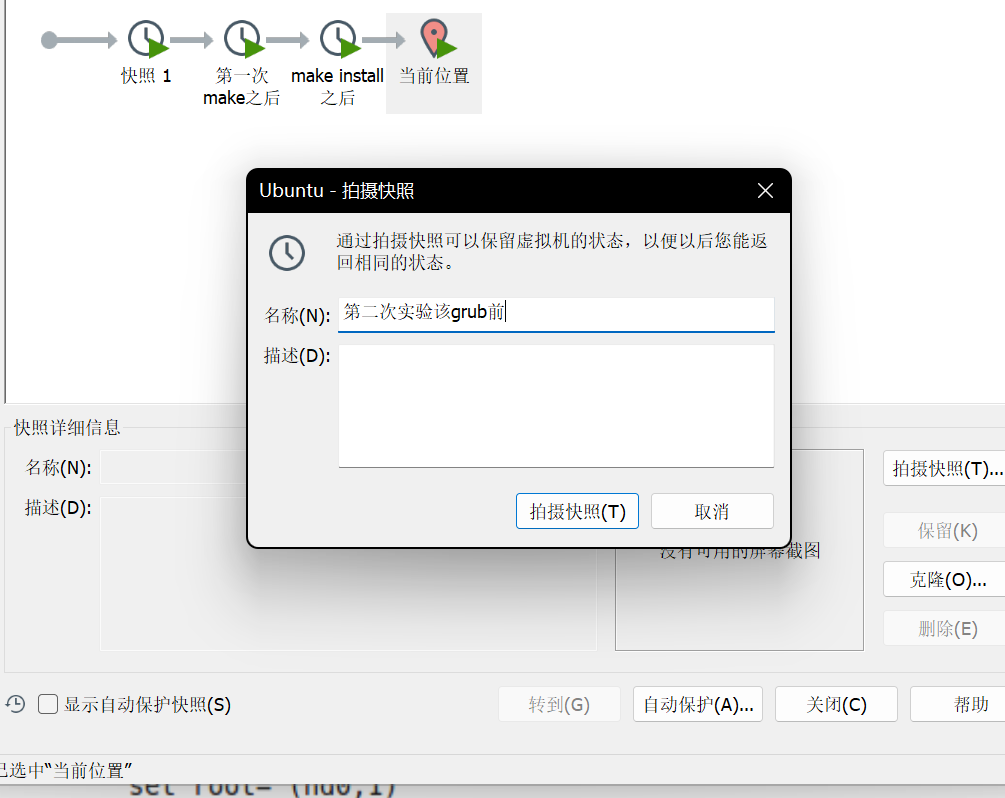 快照 1
第一次
make之后
make install
之后
当前位置
Ubuntu - 拍摄快照
通过拍摄快照可以保留虚拟机的状态，以便以后您能返
回相同的状态。
名称(N):
第二次实验该grub前
描述(D):
拍摄快照(T)
取消
快照详细信息
名称(N):
描述(D):
没有可用的屏幕截图
拍摄快照(T)...
保留(K)
克隆(O)...
删除(E)
显示自动保护快照(S)
转到(G)
自动保护(A)...
关闭(C)
帮助
已选中“当前位置”
set root='(hd0,1)